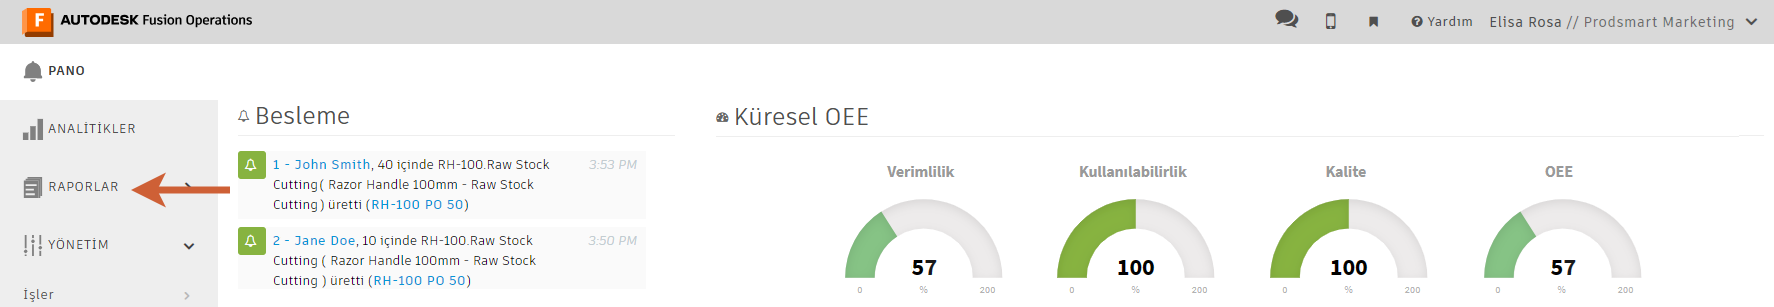 AUTODESK Fusion Operations
Yardım
Elisa Rosa // Prodsmart Marketing
PANO
ANALİTİKLER
RAPORLAR
YÖNETİM
İşler
Besleme
1 - John Smith, 40 içinde RH-100.Raw Stock
3:53 PM
Cutting( Razor Handle 100mm - Raw Stock
Cutting) üretti (RH-100 PO 50)
2 - Jane Doe, 10 içinde RH-100.Raw Stock
3:50 PM
Cutting ( Razor Handle 100mm - Raw Stock
Cutting ) üretti (RH-100 PO 50)
Küresel OEE
Verimlilik
57
0 % 200
Kullanılabilirlik
100
0 % 200
Kalite
100
0 % 200
OEE
57
0 % 200